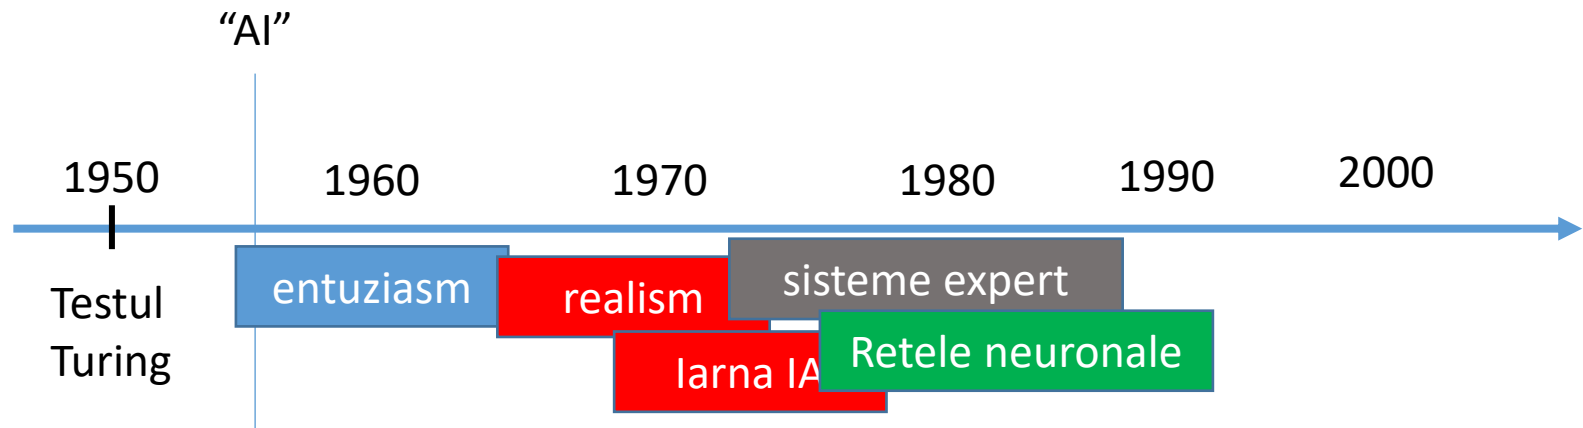 “AI”
1950 1960 1970 1980 1990 2000
Testul
Turing
entuziasm
realism
sisteme expert
Iarna IA
Retele neuronale